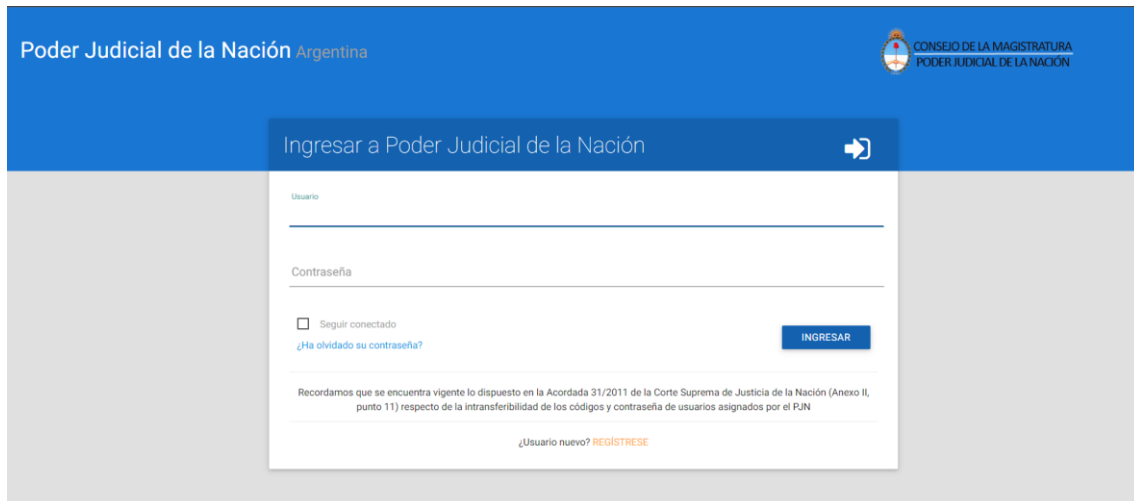 Poder Judicial de la Nación Argentina
CONSEJO DE LA MAGISTRATURA
PODER JUDICIAL DE LA NACIÓN
Ingresar a Poder Judicial de la Nación
Usuario
Contraseña
Seguir conectado
¿Ha olvidado su contraseña?
INGRESAR
Recordamos que se encuentra vigente lo dispuesto en la Acordada 31/2011 de la Corte Suprema de Justicia de la Nación (Anexo II,
punto 11) respecto de la intransferibilidad de los códigos y contraseña de usuarios asignados por el PJN
¿Usuario nuevo? REGÍSTRESE